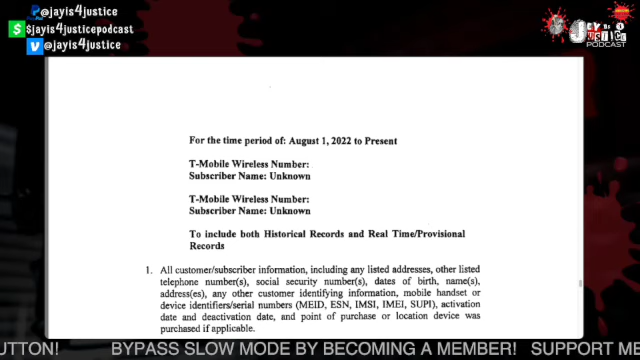 @jayis4justice
$jayis4justicepodcast
@jayis4justice
JUSTICE
PODCAST
For the time period of: August 1, 2022 to Present
T-Mobile Wireless Number:
Subscriber Name: Unknown
T-Mobile Wireless Number:
Subscriber Name: Unknown
To include both Historical Records and Real Time/Provisional
Records
1. All customer/subscriber information, including any listed addresses, other listed
telephone number(s), social security number(s), dates of birth, name(s),
address(es), any other customer identifying information, mobile handset or
device identifiers/serial numbers (MEID, ESN, IMSI, IMEI, SUPI), activation
date and deactivation date, and point of purchase or location device was
purchased if applicable.
UTTON! BYPASS SLOW MODE BY BECOMING A MEMBER! SUPPORT ME